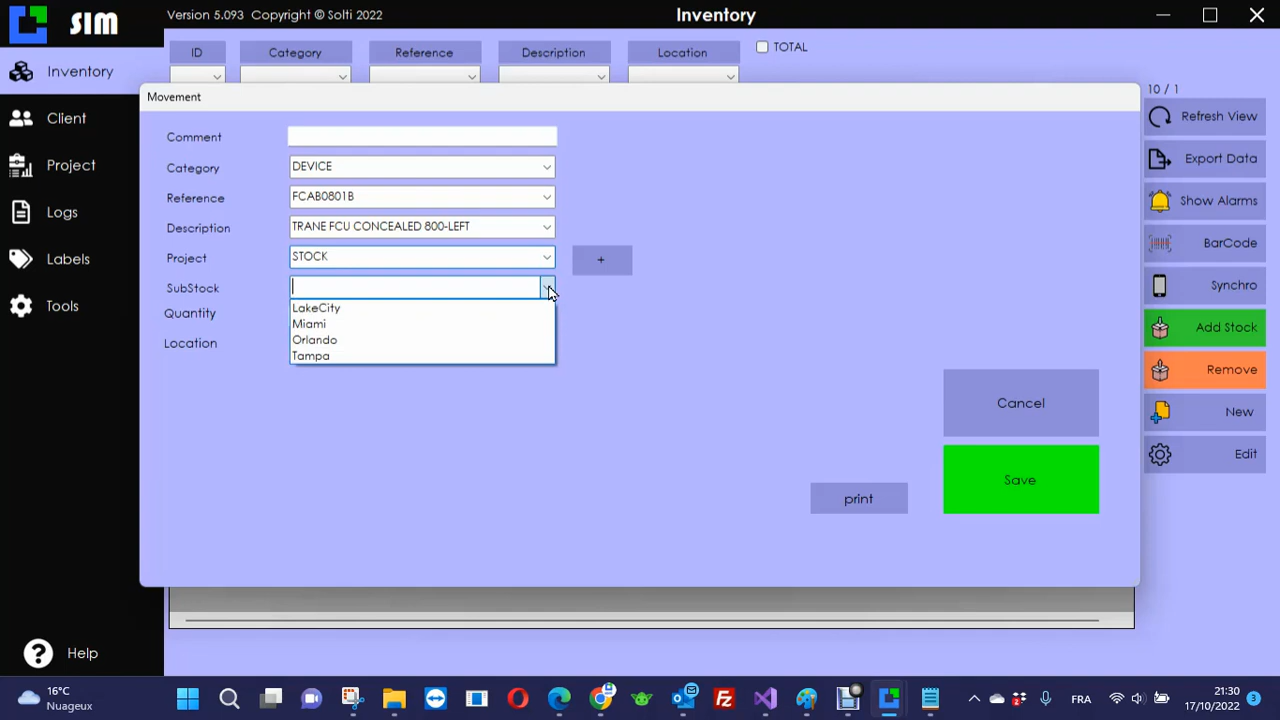 SIM
Version 5.093 Copyright © Solti 2022
Inventory
Inventory
Client
Project
Logs
Labels
Tools
Help
ID
Category
Reference
Description
Location
TOTAL
Movement
Comment
Category
DEVICE
Reference
FCAB0801B
Description
TRANE FCU CONCEALED 800-LEFT
Project
STOCK
+
SubStock
LakeCity
Miami
Orlando
Tampa
Quantity
Location
Cancel
Save
print
10 / 1
Refresh View
Export Data
Show Alarms
BarCode
Synchro
Add Stock
Remove
New
Edit
16°C
Nuageux
FRA
21:30
17/10/2022
3